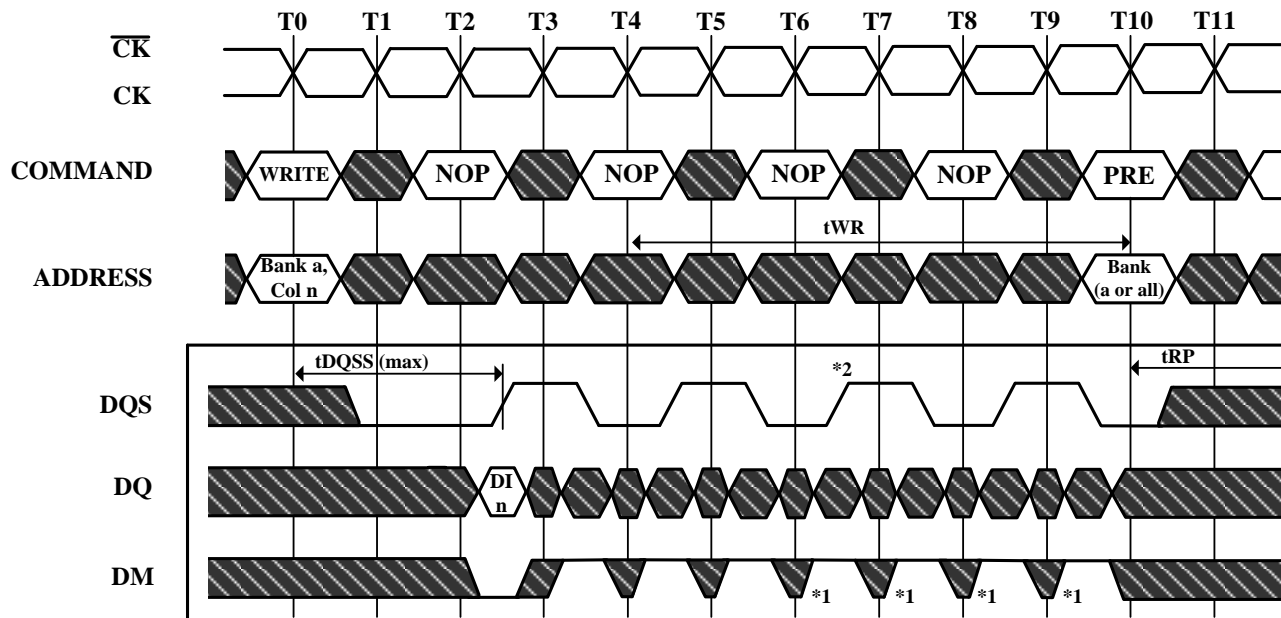 T0 T1 T2 T3 T4 T5 T6 T7 T8 T9 T10 T11
CK
CK
COMMAND WRITE NOP NOP NOP NOP PRE
tWR
ADDRESS Bank a, Col n Bank (a or all)
tDQSS (max) tRP
*2
DQS
DQ DI n
DM
*1 *1 *1 *1